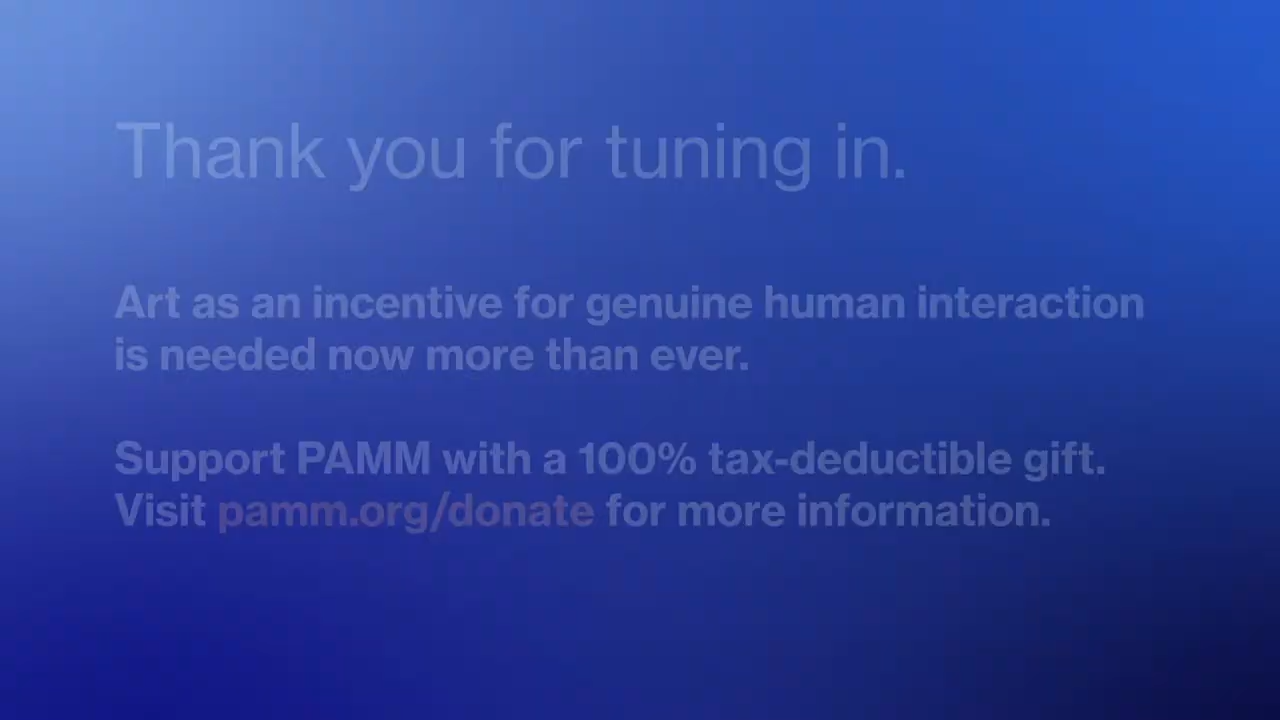 Thank you for tuning in.
Art as an incentive for genuine human interaction
is needed now more than ever.
Support PAMM with a 100% tax-deductible gift.
Visit pamm.org/donate for more information.